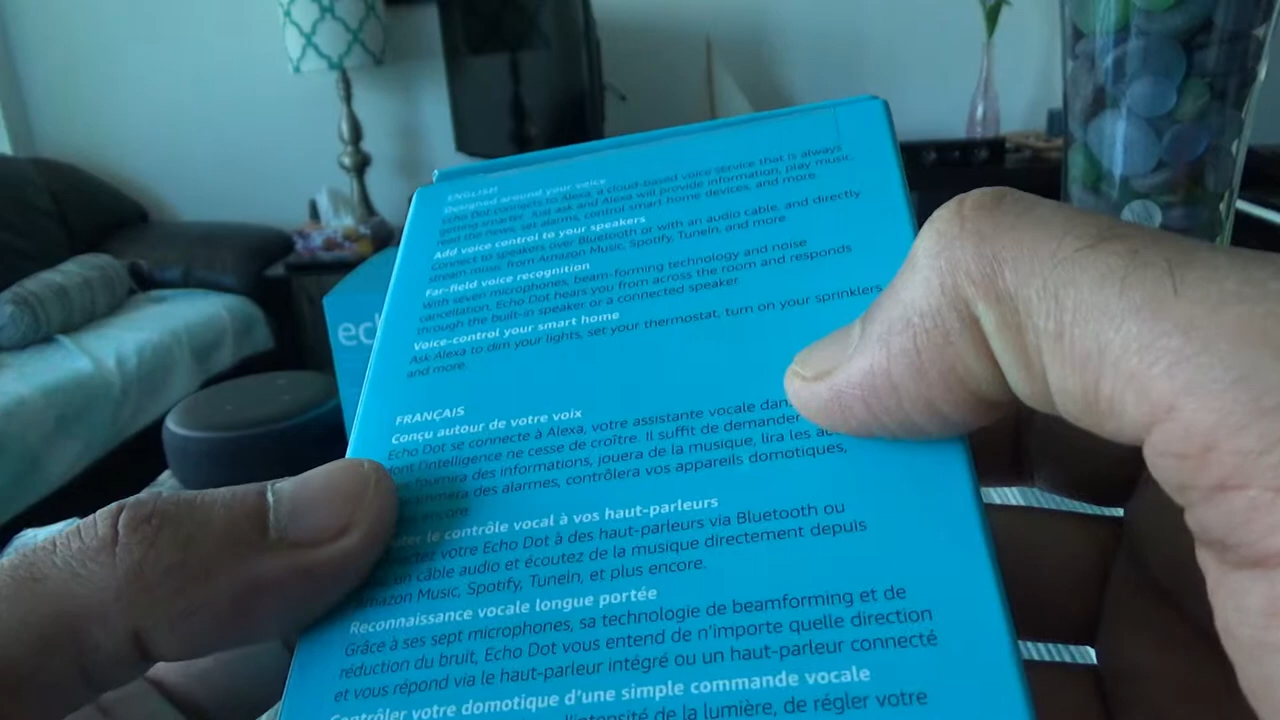 ENGLISH
Designed around your voice
Echo Dot connects to Alexa, a cloud-based voice service that is always
getting smarter. Just ask and Alexa will provide information, play music,
read the news, set alarms, control smart home devices, and more.
Add voice control to your speakers
Connect to speakers over Bluetooth or with an audio cable, and directly
stream music from Amazon Music, Spotify, TuneIn, and more.
Far-field voice recognition
With seven microphones, beam-forming technology and noise
cancellation, Echo Dot hears you from across the room and responds
through the built-in speaker or a connected speaker.
Voice-control your smart home
Ask Alexa to dim your lights, set your thermostat, turn on your sprinklers,
and more.
FRANÇAIS
Conçu autour de votre voix
Echo Dot se connecte à Alexa, votre assistante vocale dans
dont l'intelligence ne cesse de croître. Il suffit de demander
fournira des informations, jouera de la musique, lira les
des alarmes, contrôlera vos appareils domotiques,
encore.
le contrôle vocal à vos haut-parleurs
votre Echo Dot à des haut-parleurs via Bluetooth ou
un câble audio et écoutez de la musique directement depuis
Amazon Music, Spotify, TuneIn, et plus encore.
Reconnaissance vocale longue portée
Grâce à ses sept microphones, sa technologie de beamforming et de
réduction du bruit, Echo Dot vous entend de n'importe quelle direction
et vous répond via le haut-parleur intégré ou un haut-parleur connecté
Contrôler votre domotique d'une simple commande vocale
l'intensité de la lumière, de régler votre